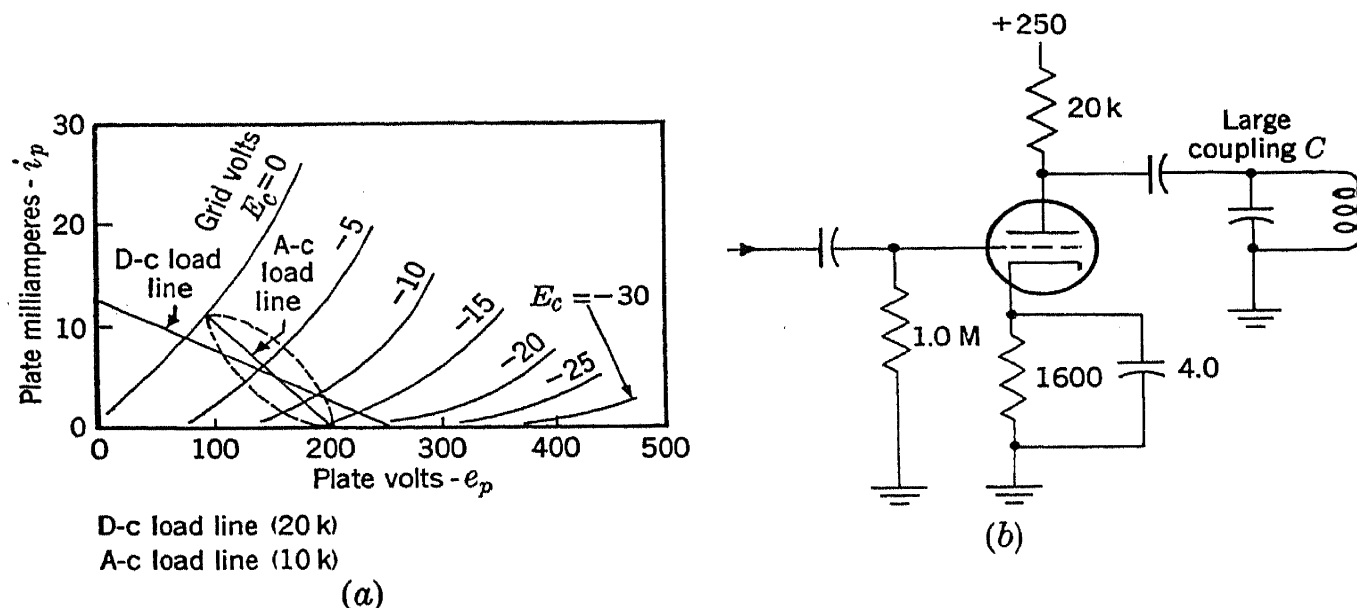 30
20
10
0
Plate milliamperes - i_p
Grid volts
E_c=0
-5
-10
-15
-20
-25
E_c = -30
D-c load
line
A-c
load
line
0
100
200
300
400
500
Plate volts - e_p
D-c load line (20 k)
A-c load line (10 k)
(a)
+250
20 k
Large
coupling C
1.0 M
1600
4.0
(b)